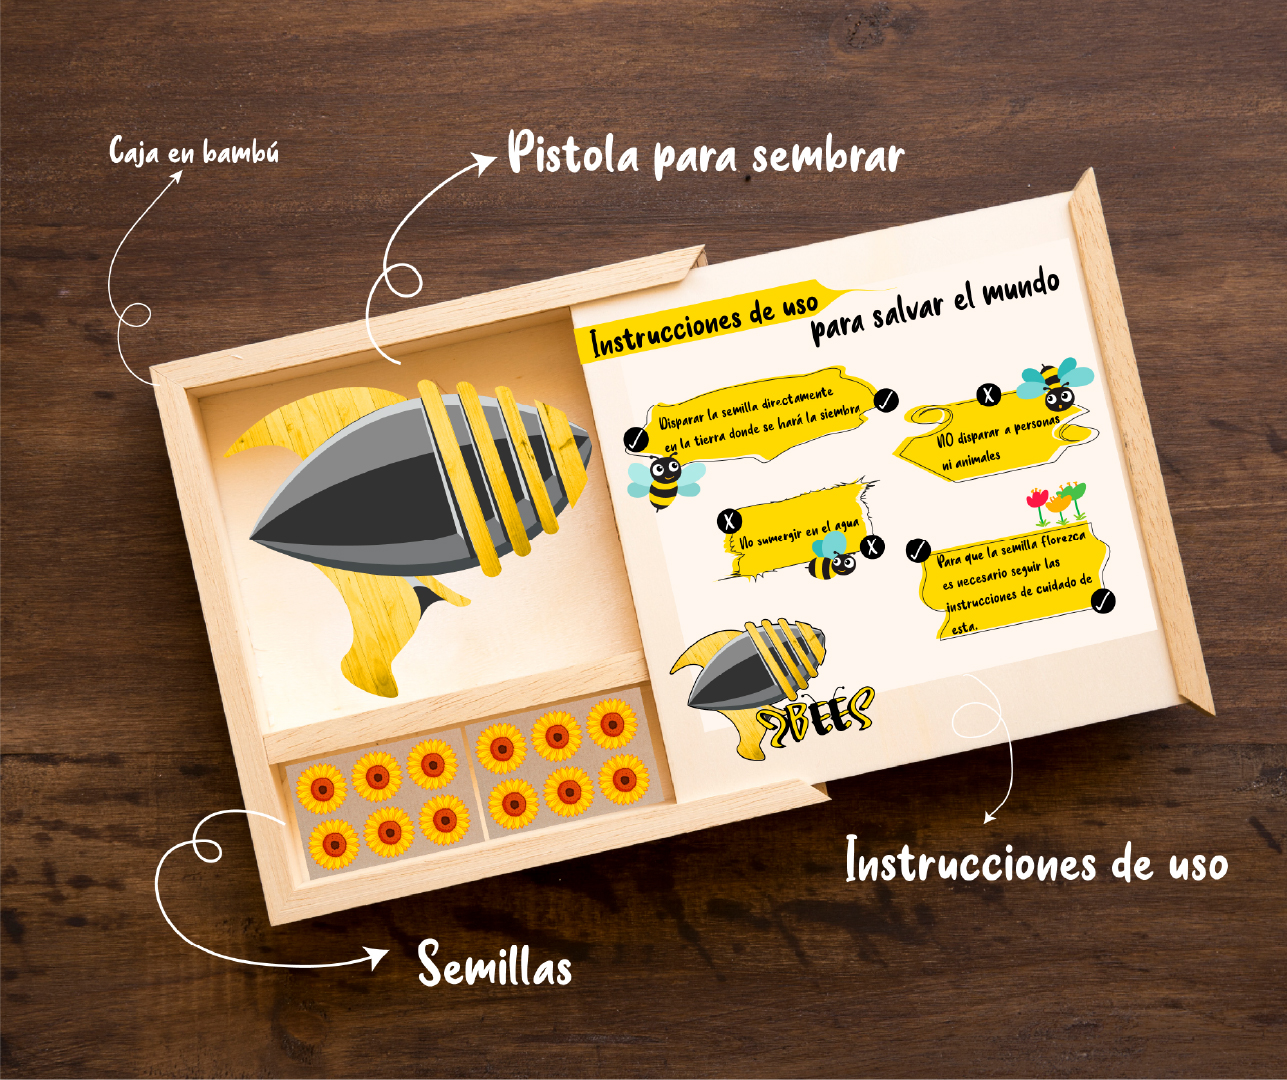 Caja en bambú
Pistola para sembrar
Instrucciones de uso
para salvar el mundo
Disparar la semilla directamente
en la tierra donde se hará la siembra
NO disparar a personas
ni animales
No sumergir en el agua
Para que la semilla florezca
es necesario seguir las
instrucciones de cuidado de
esta.
BEES
Instrucciones de uso
Semillas